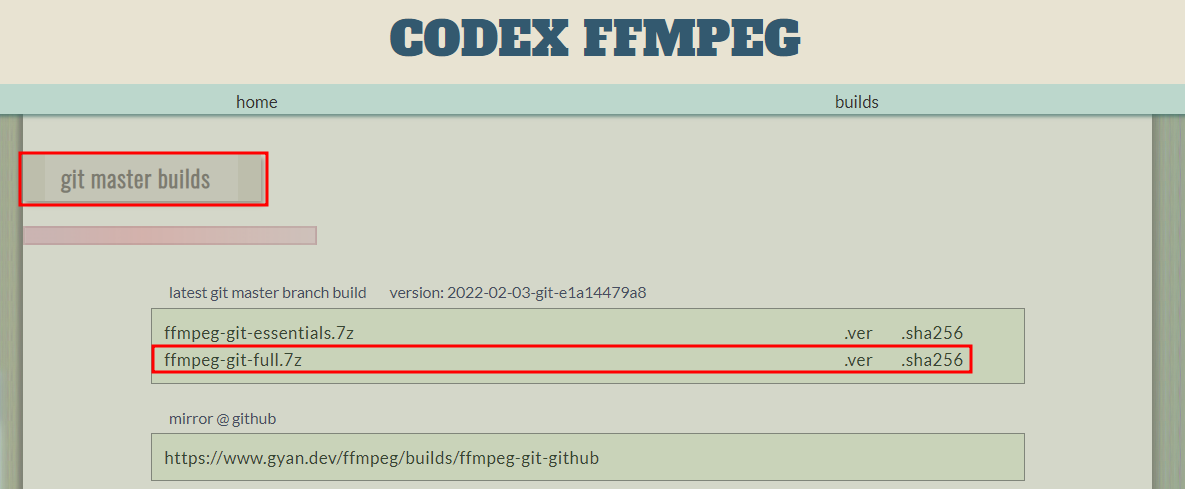 CODEX FFMPEG
home builds
git master builds
latest git master branch build version: 2022-02-03-git-e1a14479a8
ffmpeg-git-essentials.7z .ver .sha256
ffmpeg-git-full.7z .ver .sha256
mirror @ github
https://www.gyan.dev/ffmpeg/builds/ffmpeg-git-github